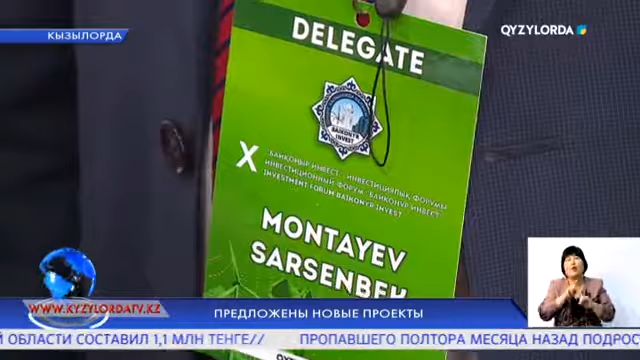 КЫЗЫЛОРДА
QYZYLORDA
DELEGATE
BAIKONYR
INVEST
X
"БАЙКОҢЫР ИНВЕСТ" ИНВЕСТИЦИЯЛЫҚ ФОРУМЫ
ИНВЕСТИЦИОННЫЙ ФОРУМ "БАЙКОНУР ИНВЕСТ"
INVESTMENT FORUM BAIKONYR INVEST
MONTAYEV
SARSENBEK
WWW.KYZYLORDATV.KZ
ПРЕДЛОЖЕНЫ НОВЫЕ ПРОЕКТЫ
Й ОБЛАСТИ СОСТАВИЛ 1,1 МЛН ТЕНГЕ// ПРОПАВШЕГО ПОЛТОРА МЕСЯЦА НАЗАД ПОДРОС